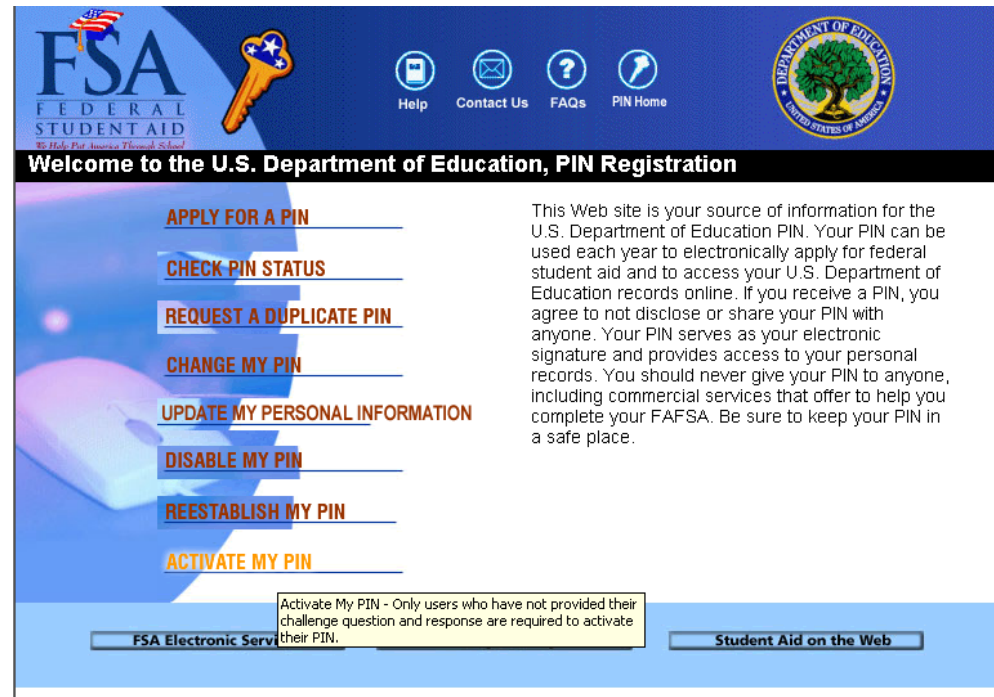 FSA
FEDERAL
STUDENT AID
We Help Put America Through School
Help
Contact Us
FAQs
PIN Home
DEPARTMENT OF EDUCATION
UNITED STATES OF AMERICA
Welcome to the U.S. Department of Education, PIN Registration
APPLY FOR A PIN
CHECK PIN STATUS
REQUEST A DUPLICATE PIN
CHANGE MY PIN
UPDATE MY PERSONAL INFORMATION
DISABLE MY PIN
REESTABLISH MY PIN
ACTIVATE MY PIN
This Web site is your source of information for the
U.S. Department of Education PIN. Your PIN can be
used each year to electronically apply for federal
student aid and to access your U.S. Department of
Education records online. If you receive a PIN, you
agree to not disclose or share your PIN with
anyone. Your PIN serves as your electronic
signature and provides access to your personal
records. You should never give your PIN to anyone,
including commercial services that offer to help you
complete your FAFSA. Be sure to keep your PIN in
a safe place.
Activate My PIN - Only users who have not provided their
challenge question and response are required to activate
their PIN.
FSA Electronic Servi
Student Aid on the Web